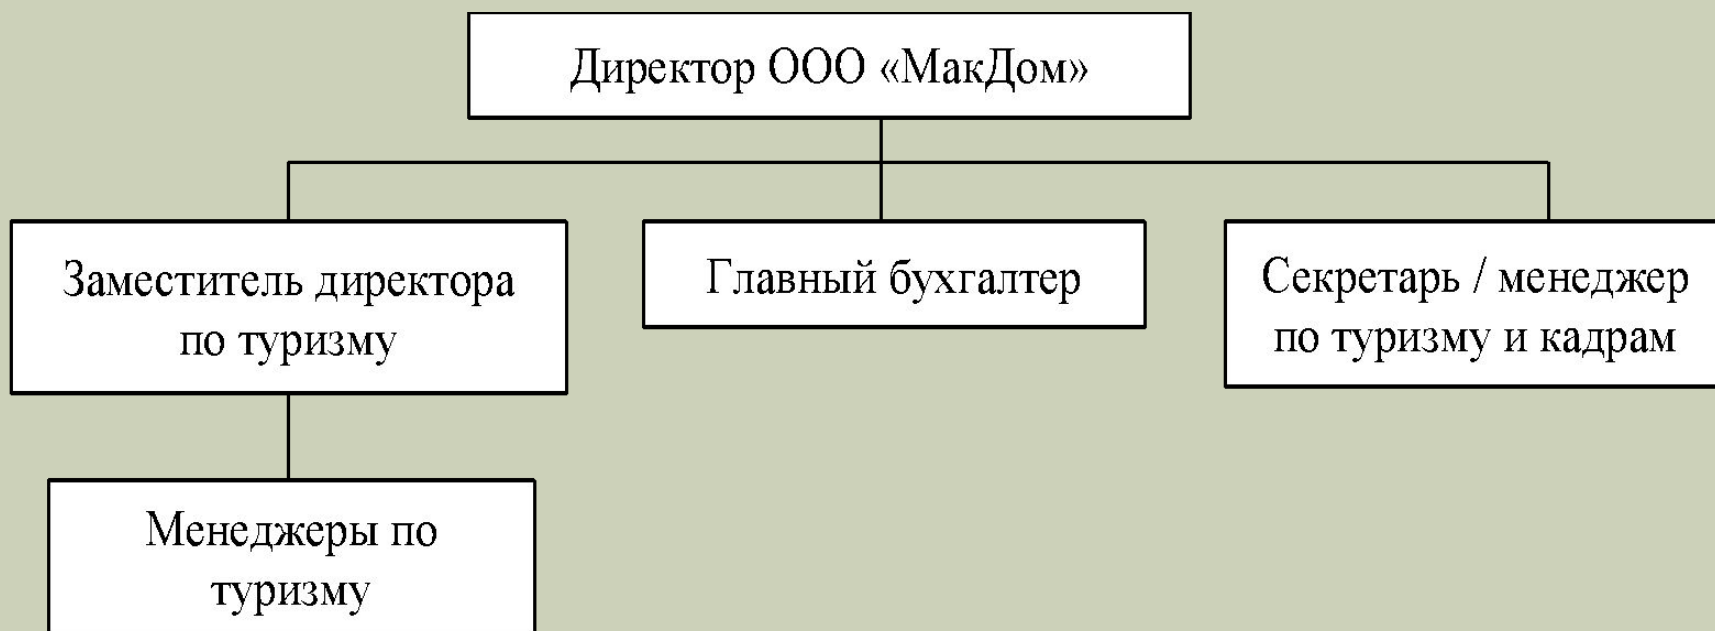 Директор ООО «МакДом»
Заместитель директора
по туризму
Главный бухгалтер
Секретарь / менеджер
по туризму и кадрам
Менеджеры по
туризму